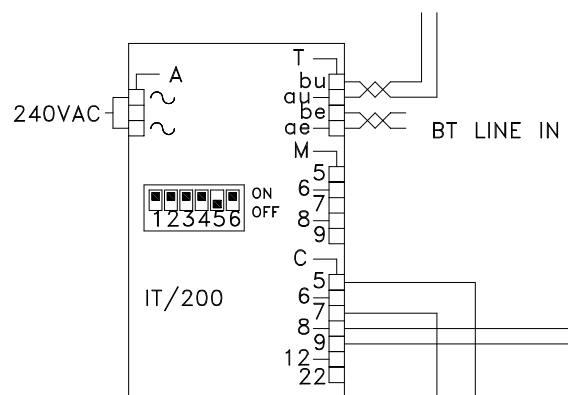 T
A
bu
au
240VAC
be
ae
BT LINE IN
M
5
6
7
8
9
ON
OFF
123456
C
5
6
7
8
9
12
22
IT/200